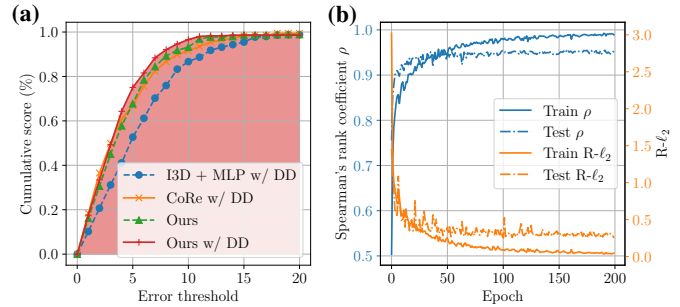 (a)
1.0
0.8
0.6
0.4
0.2
0.0
Cumulative score (%)
I3D + MLP w/ DD
CoRe w/ DD
Ours
Ours w/ DD
0
5
10
15
20
Error threshold
(b)
1.0
0.9
0.8
0.7
0.6
0.5
Spearman's rank coefficient ρ
Train ρ
Test ρ
Train R-ℓ₂
Test R-ℓ₂
3.0
2.5
2.0
1.5
1.0
0.5
0.0
R-ℓ₂
0
50
100
150
200
Epoch